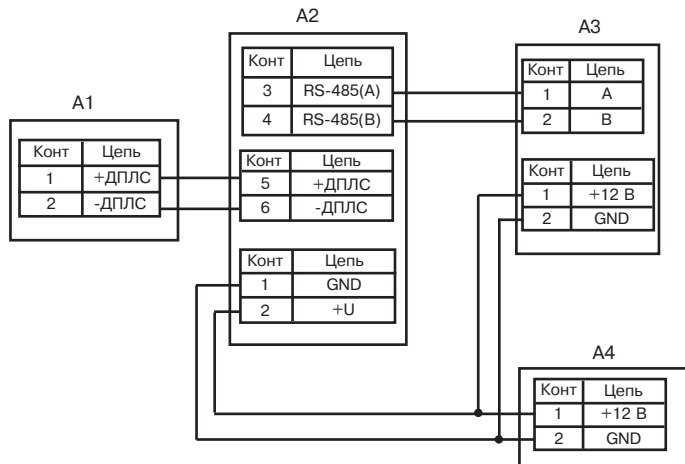 A1
Конт Цепь
1 +ДПЛС
2 -ДПЛС
A2
Конт Цепь
3 RS-485(A)
4 RS-485(B)
Конт Цепь
5 +ДПЛС
6 -ДПЛС
Конт Цепь
1 GND
2 +U
A3
Конт Цепь
1 A
2 B
Конт Цепь
1 +12 В
2 GND
A4
Конт Цепь
1 +12 В
2 GND